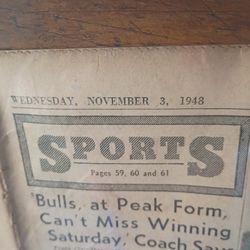 WEDNESDAY, NOVEMBER 3, 1948
SPORTS
Pages 59, 60 and 61
'Bulls, at Peak Form,
Can't Miss Winning
Saturday,' Coach Says